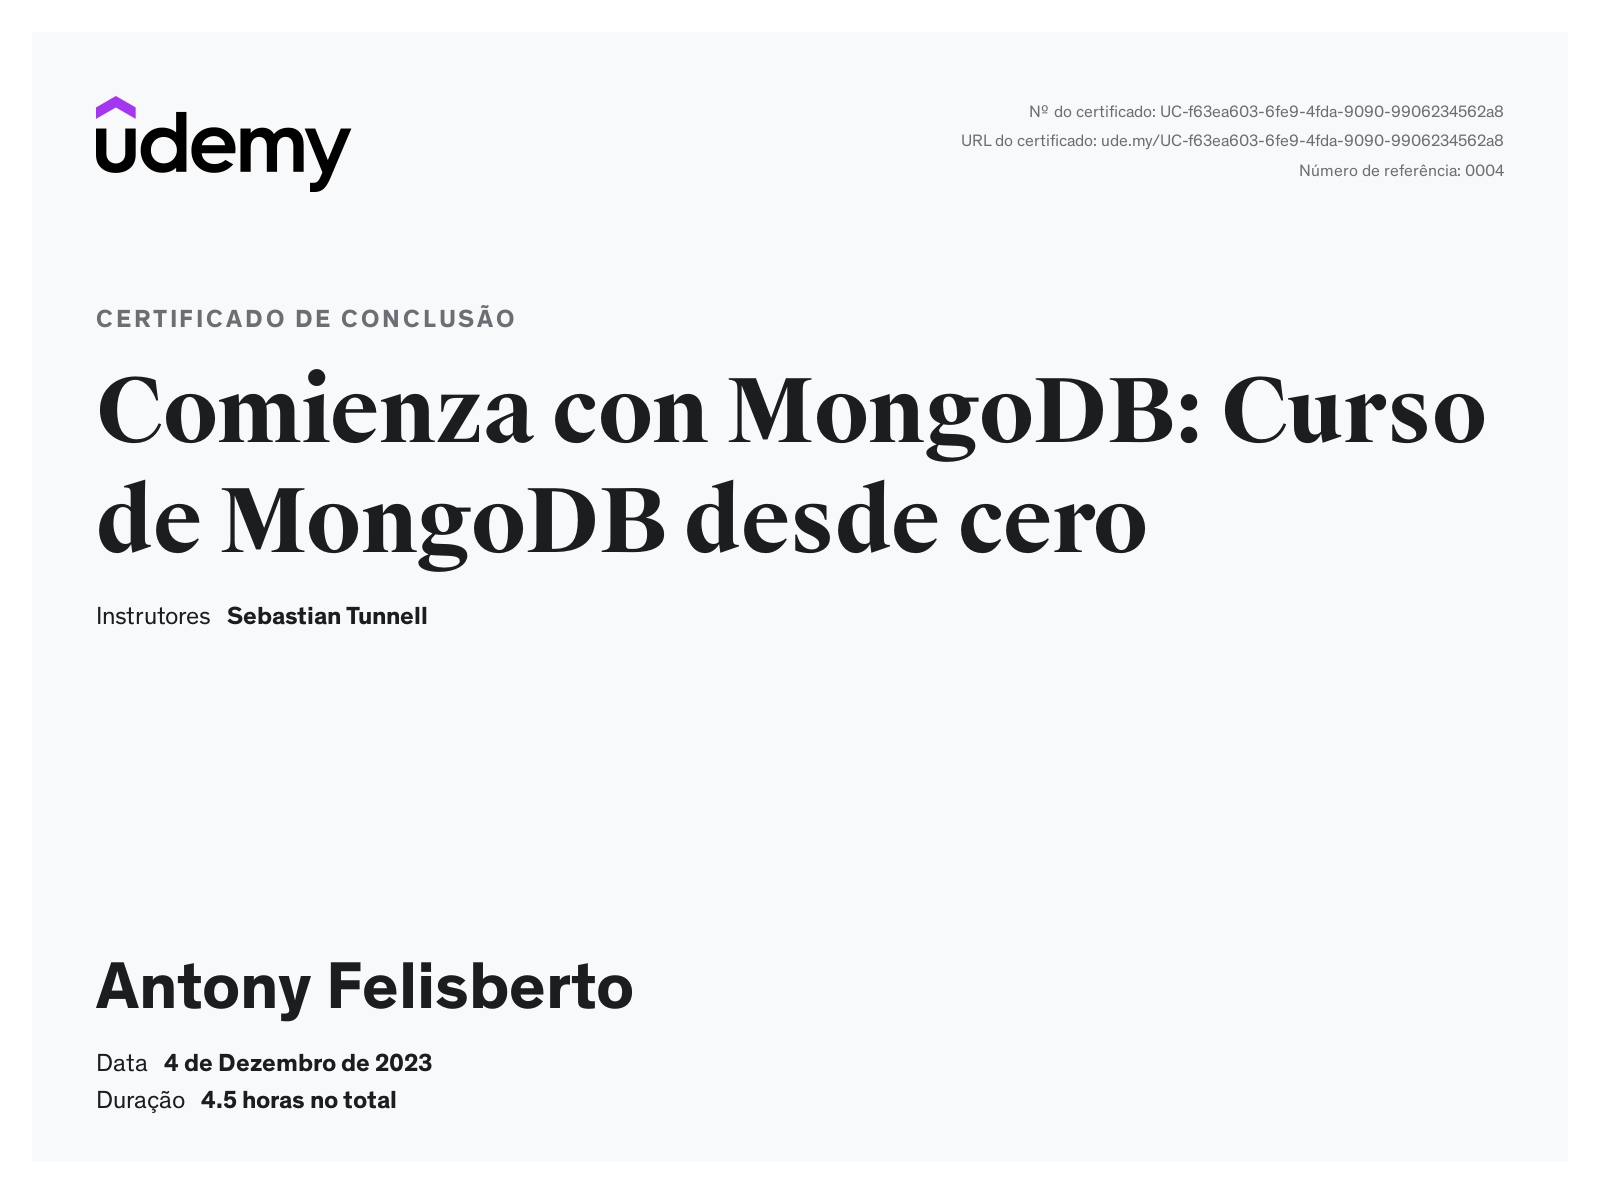 udemy
Nº do certificado: UC-f63ea603-6fe9-4fda-9090-9906234562a8
URL do certificado: ude.my/UC-f63ea603-6fe9-4fda-9090-9906234562a8
Número de referência: 0004
CERTIFICADO DE CONCLUSÃO
Comienza con MongoDB: Curso
de MongoDB desde cero
Instrutores Sebastian Tunnell
Antony Felisberto
Data 4 de Dezembro de 2023
Duração 4.5 horas no total